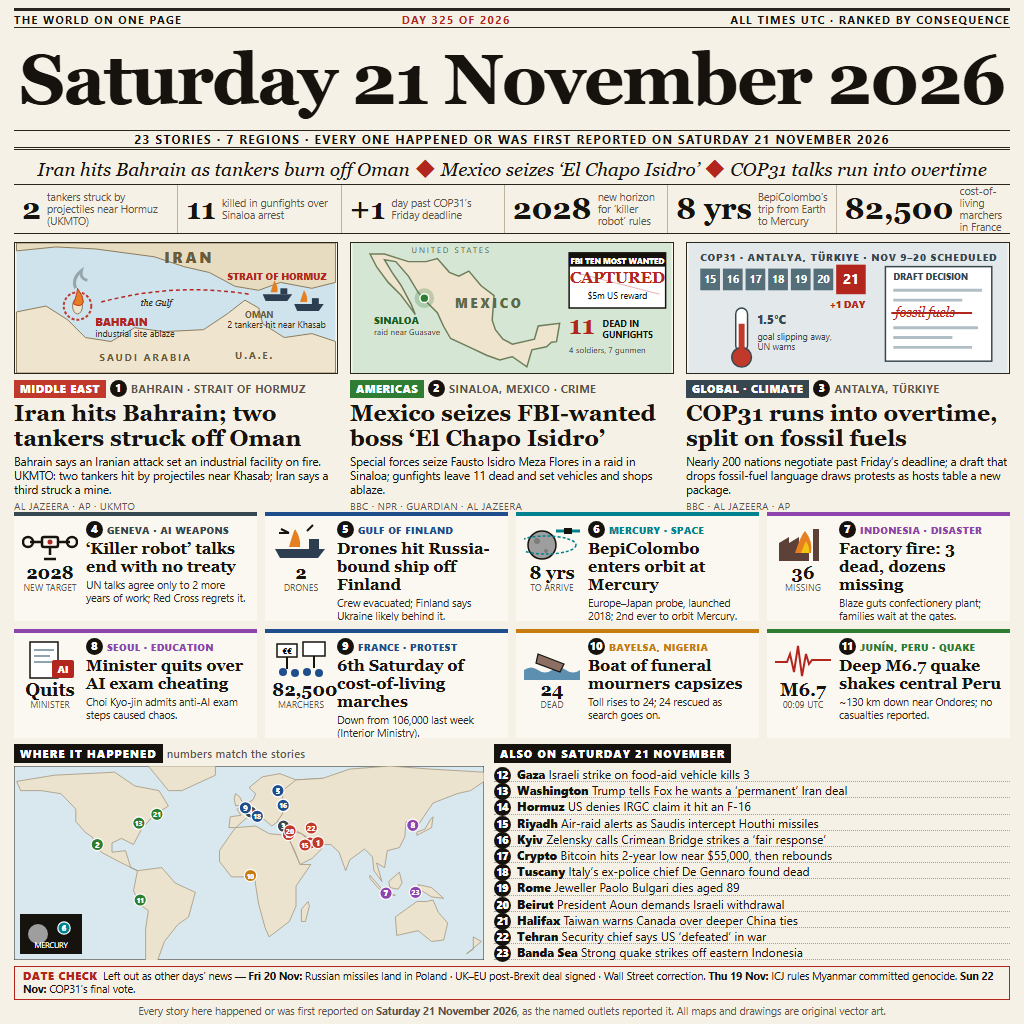 THE WORLD ON ONE PAGE
DAY 325 OF 2026
ALL TIMES UTC · RANKED BY CONSEQUENCE
Saturday 21 November 2026
23 STORIES · 7 REGIONS · EVERY ONE HAPPENED OR WAS FIRST REPORTED ON SATURDAY 21 NOVEMBER 2026
Iran hits Bahrain as tankers burn off Oman ◆ Mexico seizes ‘El Chapo Isidro’ ◆ COP31 talks run into overtime
2
tankers struck by
projectiles near Hormuz
(UKMTO)
11
killed in gunfights over
Sinaloa arrest
+1
day past COP31’s
Friday deadline
2028
new horizon
for ‘killer
robot’ rules
8 yrs
BepiColombo’s
trip from Earth
to Mercury
82,500
cost-of-
living
marchers
in France
IRAN
STRAIT OF HORMUZ
the Gulf
BAHRAIN
industrial site ablaze
OMAN
2 tankers hit near Khasab
SAUDI ARABIA
U.A.E.
MIDDLE EAST 1 BAHRAIN · STRAIT OF HORMUZ
Iran hits Bahrain; two
tankers struck off Oman
Bahrain says an Iranian attack set an industrial facility on fire.
UKMTO: two tankers hit by projectiles near Khasab; Iran says a
third struck a mine.
AL JAZEERA · AP · UKMTO
UNITED STATES
MEXICO
SINALOA
raid near Guasave
FBI TEN MOST WANTED
CAPTURED
$5m US reward
11
DEAD IN
GUNFIGHTS
4 soldiers, 7 gunmen
AMERICAS 2 SINALOA, MEXICO · CRIME
Mexico seizes FBI-wanted
boss ‘El Chapo Isidro’
Special forces seize Fausto Isidro Meza Flores in a raid in
Sinaloa; gunfights leave 11 dead and set vehicles and shops
ablaze.
BBC · NPR · GUARDIAN · AL JAZEERA
COP31 · ANTALYA, TÜRKIYE · NOV 9–20 SCHEDULED
15 16 17 18 19 20 21
+1 DAY
1.5°C
goal slipping away,
UN warns
DRAFT DECISION
fossil fuels
GLOBAL · CLIMATE 3 ANTALYA, TÜRKIYE
COP31 runs into overtime,
split on fossil fuels
Nearly 200 nations negotiate past Friday’s deadline; a draft that
drops fossil-fuel language draws protests as hosts table a new
package.
BBC · AL JAZEERA · AP
2028
NEW TARGET
4 GENEVA · AI WEAPONS
‘Killer robot’ talks
end with no treaty
UN talks agree only to 2 more
years of work; Red Cross regrets it.
2
DRONES
5 GULF OF FINLAND
Drones hit Russia-
bound ship off
Finland
Crew evacuated; Finland says
Ukraine likely behind it.
8 yrs
TO ARRIVE
6 MERCURY · SPACE
BepiColombo
enters orbit at
Mercury
Europe–Japan probe, launched
2018; 2nd ever to orbit Mercury.
36
MISSING
7 INDONESIA · DISASTER
Factory fire: 3
dead, dozens
missing
Blaze guts confectionery plant;
families wait at the gates.
AI
Quits
MINISTER
8 SEOUL · EDUCATION
Minister quits over
AI exam cheating
Choi Kyo-jin admits anti-AI exam
steps caused chaos.
€€
82,500
MARCHERS
9 FRANCE · PROTEST
6th Saturday of
cost-of-living
marches
Down from 106,000 last week
(Interior Ministry).
24
DEAD
10 BAYELSA, NIGERIA
Boat of funeral
mourners capsizes
Toll rises to 24; 24 rescued as
search goes on.
M6.7
00:09 UTC
11 JUNÍN, PERU · QUAKE
Deep M6.7 quake
shakes central Peru
~130 km down near Ondores; no
casualties reported.
WHERE IT HAPPENED numbers match the stories
5
16
9
18
21
13
2
22
20
15
1
8
10
7
23
11
6
MERCURY
ALSO ON SATURDAY 21 NOVEMBER
12 Gaza Israeli strike on food-aid vehicle kills 3
13 Washington Trump tells Fox he wants a ‘permanent’ Iran deal
14 Hormuz US denies IRGC claim it hit an F-16
15 Riyadh Air-raid alerts as Saudis intercept Houthi missiles
16 Kyiv Zelensky calls Crimean Bridge strikes a ‘fair response’
17 Crypto Bitcoin hits 2-year low near $55,000, then rebounds
18 Tuscany Italy’s ex-police chief De Gennaro found dead
19 Rome Jeweller Paolo Bulgari dies aged 89
20 Beirut President Aoun demands Israeli withdrawal
21 Halifax Taiwan warns Canada over deeper China ties
22 Tehran Security chief says US ‘defeated’ in war
23 Banda Sea Strong quake strikes off eastern Indonesia
DATE CHECK Left out as other days’ news — Fri 20 Nov: Russian missiles land in Poland · UK–EU post-Brexit deal signed · Wall Street correction. Thu 19 Nov: ICJ rules Myanmar committed genocide. Sun 22
Nov: COP31’s final vote.
Every story here happened or was first reported on Saturday 21 November 2026, as the named outlets reported it. All maps and drawings are original vector art.